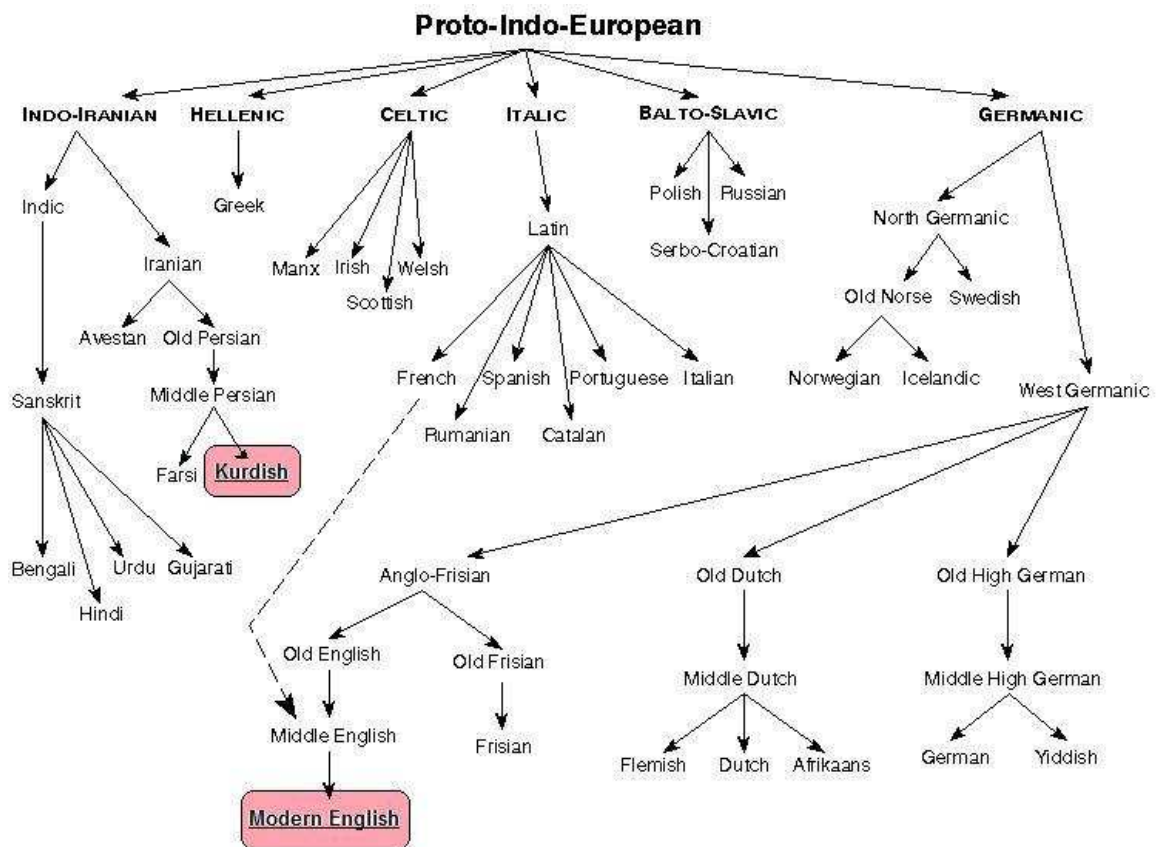 Proto-Indo-European
INDO-IRANIAN HELLENIC CELTIC ITALIC BALTO-SLAVIC GERMANIC
Polish Russian
Indic Greek North Germanic
Latin
Serbo-Croatian
Iranian Manx Irish Welsh
Scottish Old Norse Swedish
Avestan Old Persian
French Spanish Portuguese Italian Norwegian Icelandic
Sanskrit Middle Persian West Germanic
Rumanian Catalan
Farsi Kurdish
Bengali Urdu Gujarati Anglo-Frisian Old Dutch Old High German
Hindi
Old English Old Frisian
Middle Dutch Middle High German
Middle English Frisian
Flemish Dutch Afrikaans German Yiddish
Modern English